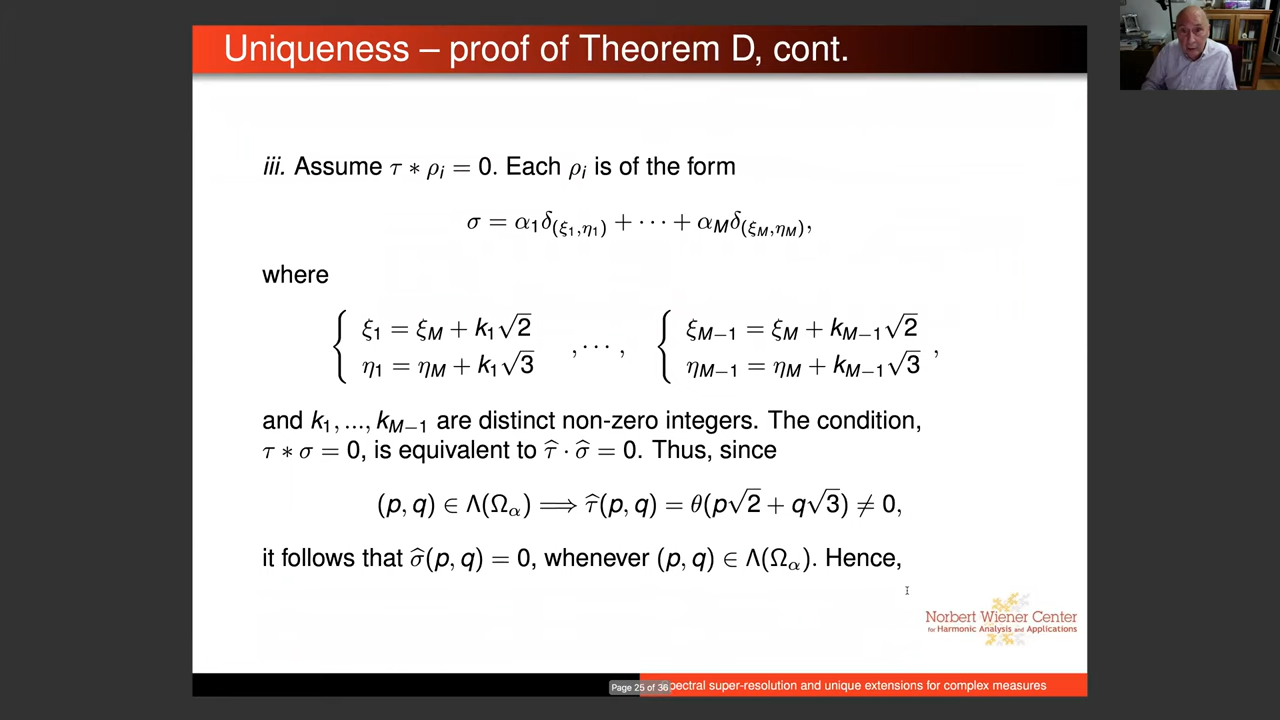 Uniqueness – proof of Theorem D, cont.
iii. Assume τ ∗ ρᵢ = 0. Each ρᵢ is of the form
σ = α₁δ_(ξ₁,η₁) + ··· + α_Mδ_(ξ_M,η_M),
where
{ ξ₁ = ξ_M + k₁√2 , ··· , { ξ_{M−1} = ξ_M + k_{M−1}√2 ,
η₁ = η_M + k₁√3 η_{M−1} = η_M + k_{M−1}√3
and k₁, ..., k_{M−1} are distinct non-zero integers. The condition,
τ ∗ σ = 0, is equivalent to τ̂ · σ̂ = 0. Thus, since
(p, q) ∈ Λ(Ω_α) ⟹ τ̂(p, q) = θ(p√2 + q√3) ≠ 0,
it follows that σ̂(p, q) = 0, whenever (p, q) ∈ Λ(Ω_α). Hence,
Norbert Wiener Center
for Harmonic Analysis and Applications
Page 25 of 36
pectral super-resolution and unique extensions for complex measures